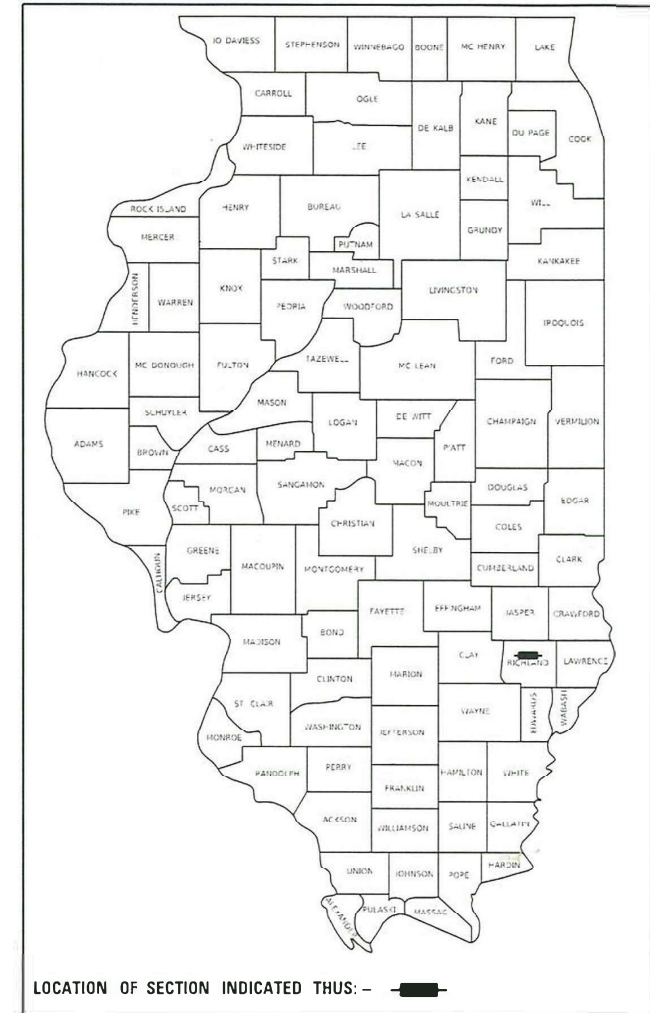 JO DAVIESS STEPHENSON WINNEBAGO BOONE MC HENRY LAKE
CARROLL OGLE DE KALB KANE DU PAGE COOK
WHITESIDE LEE KENDALL
ROCK ISLAND HENRY BUREAU LA SALLE GRUNDY WILL
MERCER PUTNAM
STARK MARSHALL KANKAKEE
HENDERSON WARREN KNOX PEORIA WOODFORD LIVINGSTON IROQUOIS
HANCOCK MC DONOUGH FULTON TAZEWELL MC LEAN FORD
SCHUYLER MASON LOGAN DE WITT CHAMPAIGN VERMILION
ADAMS BROWN CASS MENARD MACON PIATT
PIKE SCOTT MORGAN SANGAMON CHRISTIAN MOULTRIE DOUGLAS EDGAR
COLES
CALHOUN GREENE MACOUPIN MONTGOMERY SHELBY CUMBERLAND CLARK
JERSEY FAYETTE EFFINGHAM JASPER CRAWFORD
MADISON BOND CLAY RICHLAND LAWRENCE
CLINTON MARION
ST. CLAIR WASHINGTON JEFFERSON WAYNE EDWARDS WABASH
MONROE
RANDOLPH PERRY FRANKLIN HAMILTON WHITE
JACKSON WILLIAMSON SALINE GALLATIN
UNION JOHNSON POPE HARDIN
ALEXANDER PULASKI MASSAC
LOCATION OF SECTION INDICATED THUS: –